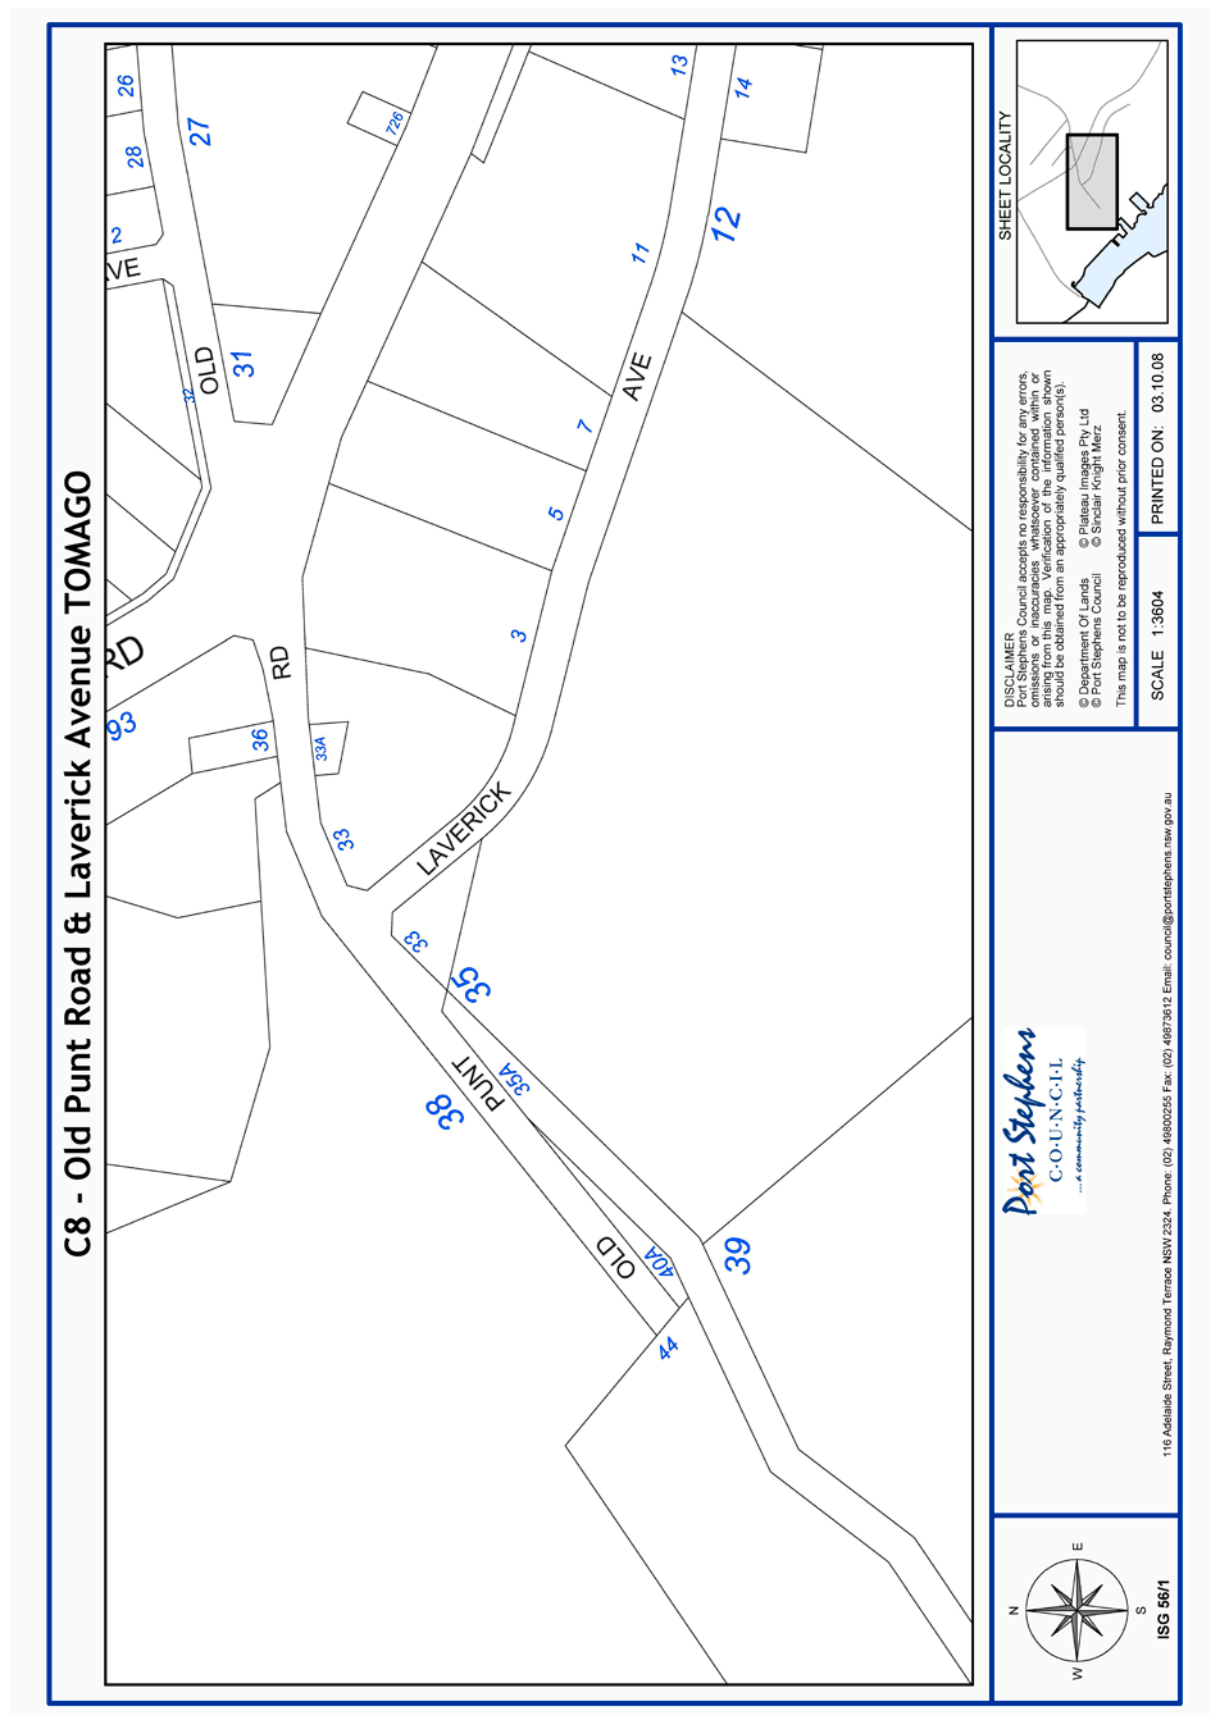 C8 - Old Punt Road & Laverick Avenue TOMAGO
93
RD
36
RD
33A
33
32
OLD
31
VE
2
28
26
27
726
3
5
7
11
13
14
12
AVE
LAVERICK
33
35
35A
PUNT
38
OLD
40A
39
44
N
E
S
W
ISG 56/1
Port Stephens
C·O·U·N·C·I·L
...a community partnership
116 Adelaide Street, Raymond Terrace NSW 2324. Phone: (02) 49800255 Fax: (02) 49873612 Email: council@portstephens.nsw.gov.au
DISCLAIMER
Port Stephens Council accepts no responsibility for any errors,
omissions or inaccuracies whatsoever contained within or
arising from this map. Verification of the information shown
should be obtained from an appropriately qualifed person(s).
© Department Of Lands © Plateau Images Pty Ltd
© Port Stephens Council © Sinclair Knight Merz
This map is not to be reproduced without prior consent.
SCALE 1:3604
PRINTED ON: 03.10.08
SHEET LOCALITY